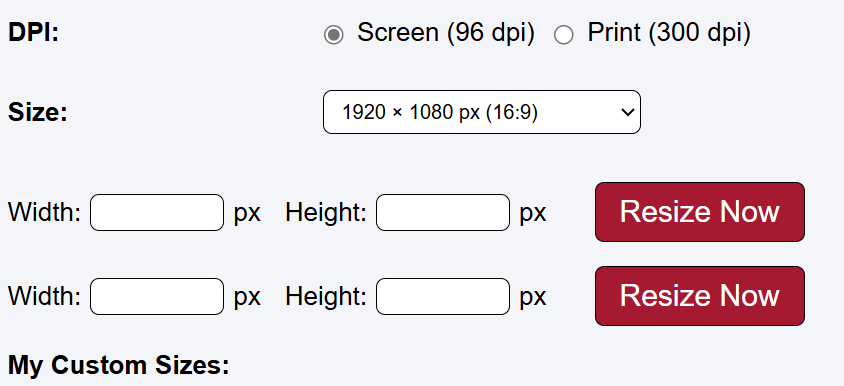 DPI: Screen (96 dpi) Print (300 dpi)
Size: 1920 × 1080 px (16:9)
Width: px Height: px Resize Now
Width: px Height: px Resize Now
My Custom Sizes: